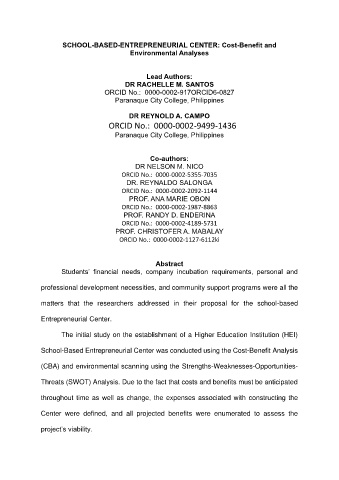 SCHOOL-BASED-ENTREPRENEURIAL CENTER: Cost-Benefit and
Environmental Analyses
Lead Authors:
DR RACHELLE M. SANTOS
ORCID No.: 0000-0002-917ORCID6-0827
Paranaque City College, Philippines
DR REYNOLD A. CAMPO
ORCID No.: 0000-0002-9499-1436
Paranaque City College, Philippines
Co-authors:
DR NELSON M. NICO
ORCID No.: 0000-0002-5355-7035
DR. REYNALDO SALONGA
ORCID No.: 0000-0002-2092-1144
PROF. ANA MARIE OBON
ORCID No.: 0000-0002-1987-8863
PROF. RANDY D. ENDERINA
ORCID No.: 0000-0002-4189-5731
PROF. CHRISTOFER A. MABALAY
ORCID No.: 0000-0002-1127-6112kl
Abstract
Students' financial needs, company incubation requirements, personal and
professional development necessities, and community support programs were all the
matters that the researchers addressed in their proposal for the school-based
Entrepreneurial Center.
The initial study on the establishment of a Higher Education Institution (HEI)
School-Based Entrepreneurial Center was conducted using the Cost-Benefit Analysis
(CBA) and environmental scanning using the Strengths-Weaknesses-Opportunities-
Threats (SWOT) Analysis. Due to the fact that costs and benefits must be anticipated
throughout time as well as change, the expenses associated with constructing the
Center were defined, and all projected benefits were enumerated to assess the
project's viability.